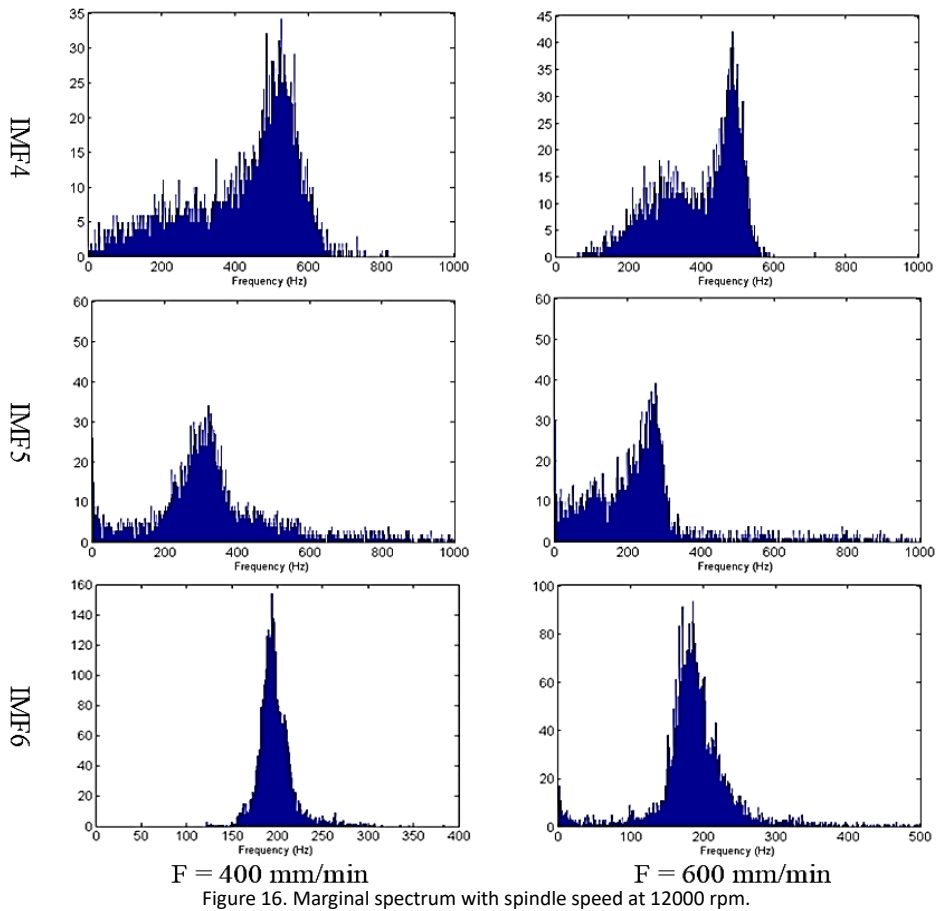 IMF4
35
30
25
20
15
10
5
0
0 200 400 600 800 1000
Frequency (Hz)
45
40
35
30
25
20
15
10
5
0
200 400 600 800 1000
Frequency (Hz)
IMF5
60
50
40
30
20
10
0
0 200 400 600 800 1000
Frequency (Hz)
60
50
40
30
20
10
0
0 200 400 600 800 1000
Frequency (Hz)
IMF6
160
140
120
100
80
60
40
20
0
0 50 100 150 200 250 300 350 400
Frequency (Hz)
100
80
60
40
20
0
0 100 200 300 400 500
Frequency (Hz)
F = 400 mm/min
F = 600 mm/min
Figure 16. Marginal spectrum with spindle speed at 12000 rpm.